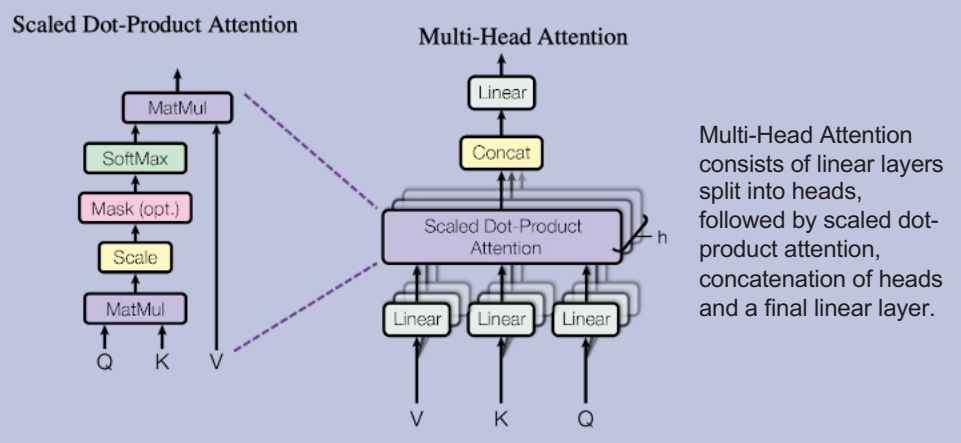 Scaled Dot-Product Attention
MatMul
SoftMax
Mask (opt.)
Scale
MatMul
Q K V
Multi-Head Attention
Linear
Concat
Scaled Dot-Product
Attention
h
Linear Linear Linear
V K Q
Multi-Head Attention
consists of linear layers
split into heads,
followed by scaled dot-
product attention,
concatenation of heads
and a final linear layer.